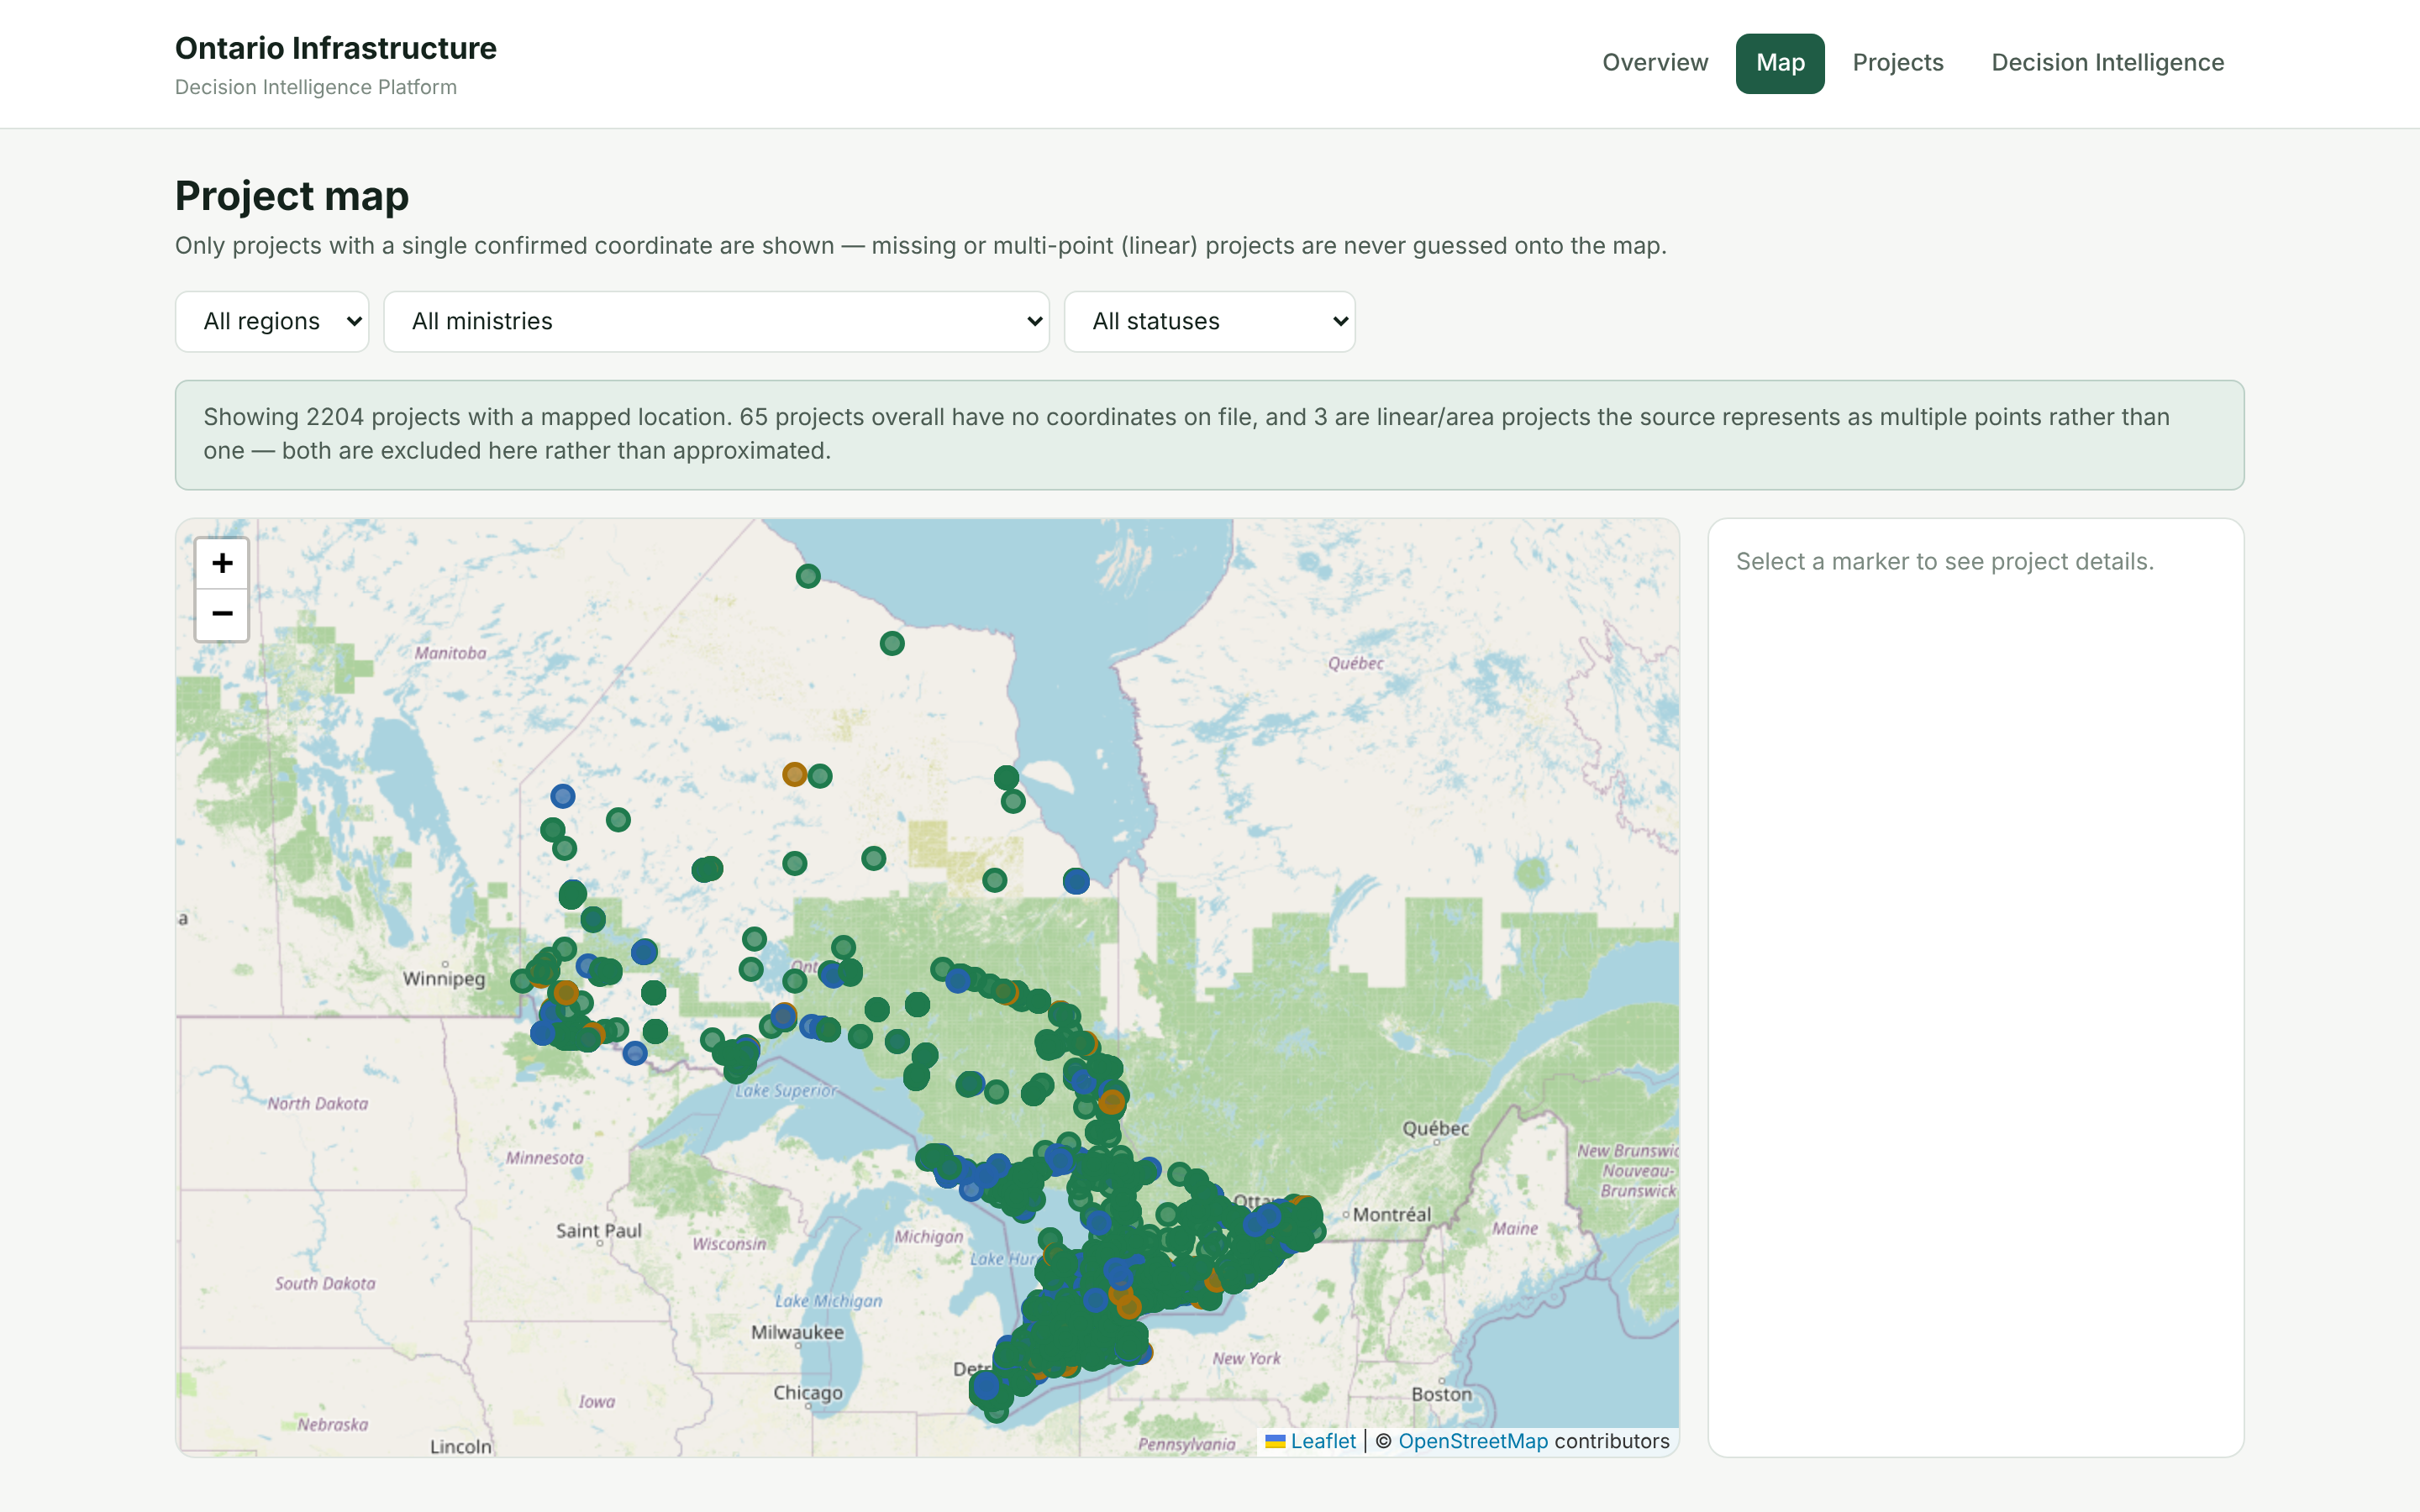 Ontario Infrastructure
Decision Intelligence Platform
Overview
Map
Projects
Decision Intelligence
Project map
Only projects with a single confirmed coordinate are shown — missing or multi-point (linear) projects are never guessed onto the map.
All regions
All ministries
All statuses
Showing 2204 projects with a mapped location. 65 projects overall have no coordinates on file, and 3 are linear/area projects the source represents as multiple points rather than
one — both are excluded here rather than approximated.
+
−
Select a marker to see project details.
Manitoba
Québec
a
Winnipeg
Ont
Lake Superior
North Dakota
Québec
Minnesota
New Brunswic
Nouveau-
Brunswick
Ottaw
Montréal
Saint Paul
Michigan
Wisconsin
Maine
Lake Hur
South Dakota
Lake Michigan
Milwaukee
New York
Detr
Chicago
Boston
Iowa
Nebraska
Lincoln
Pennsylvania
Leaflet | © OpenStreetMap contributors